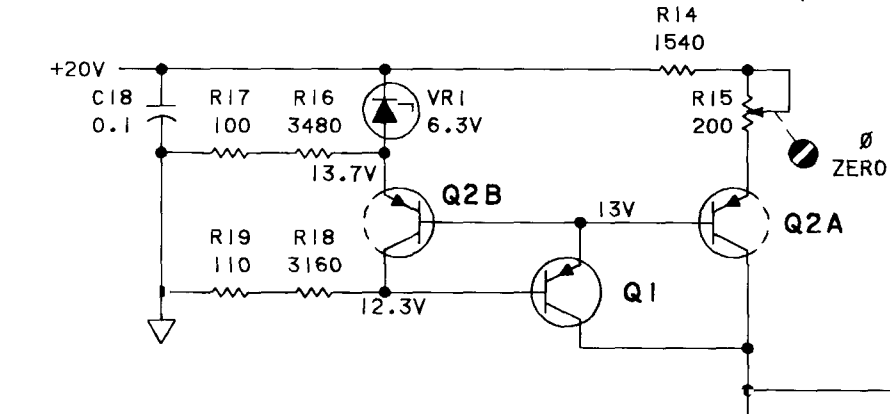 R14
1540
+20V
C18
0.1
R17
100
R16
3480
VR1
6.3V
R15
200
Ø
ZERO
13.7V
Q2B
13V
Q2A
R19
110
R18
3160
12.3V
Q1